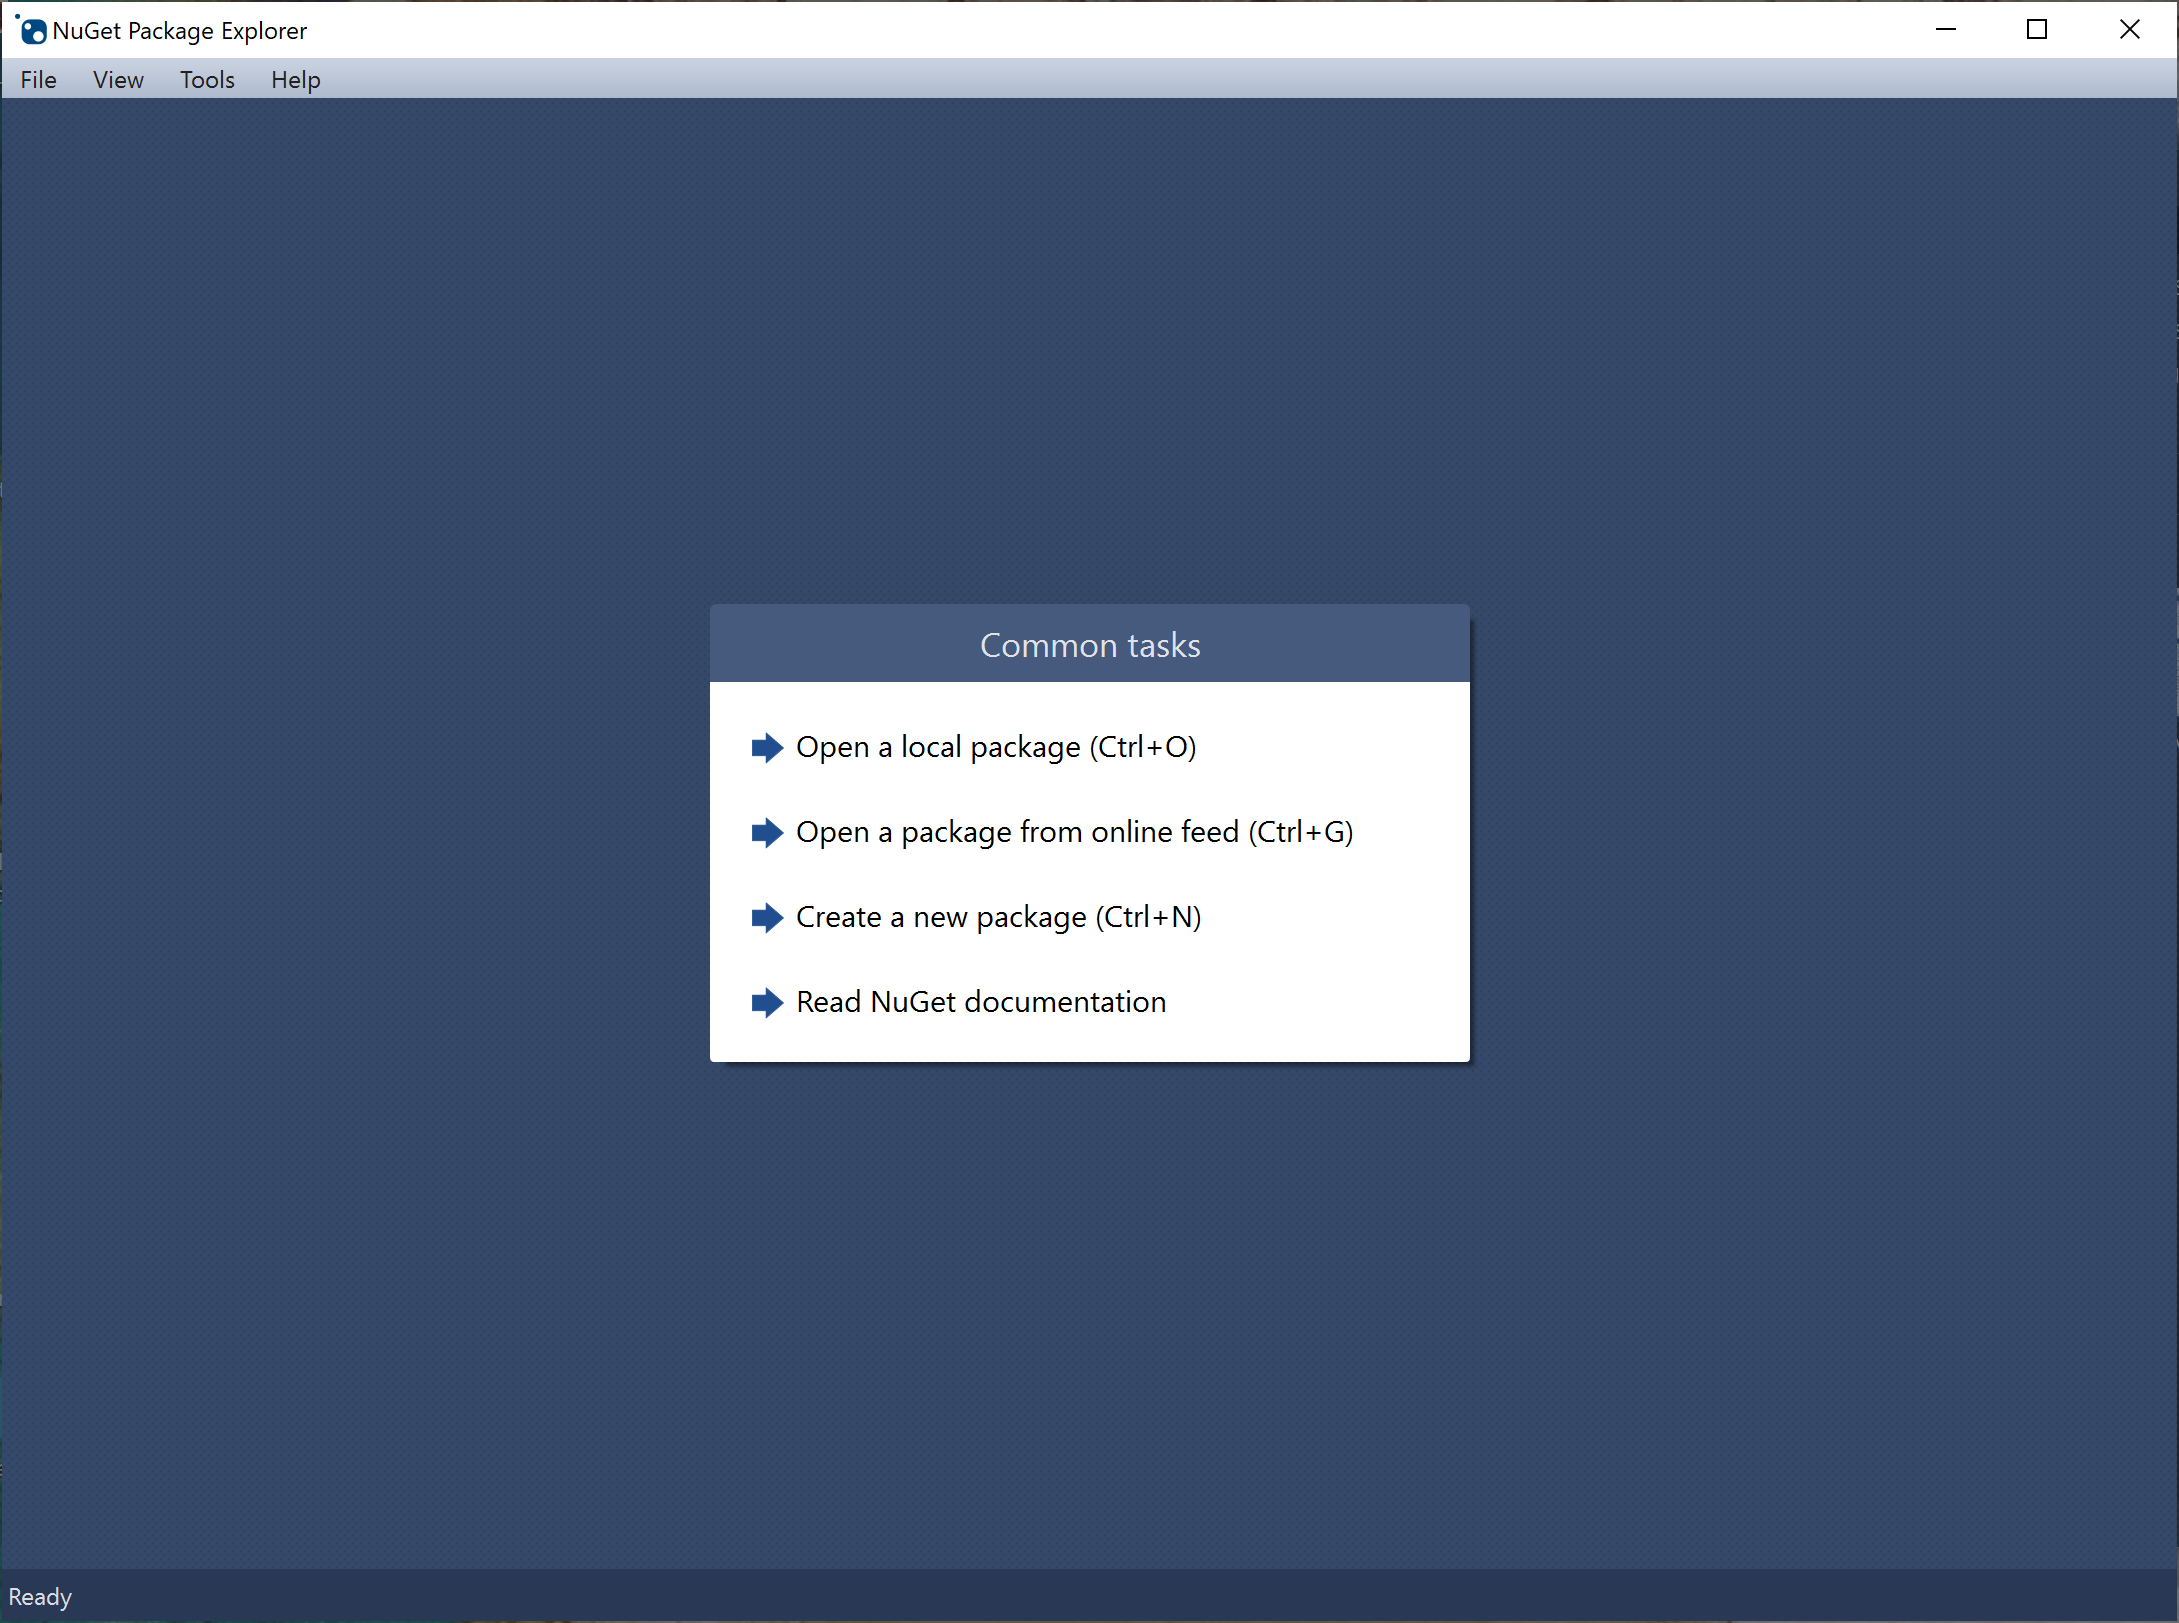 NuGet Package Explorer
File View Tools Help
Common tasks
Open a local package (Ctrl+O)
Open a package from online feed (Ctrl+G)
Create a new package (Ctrl+N)
Read NuGet documentation
Ready